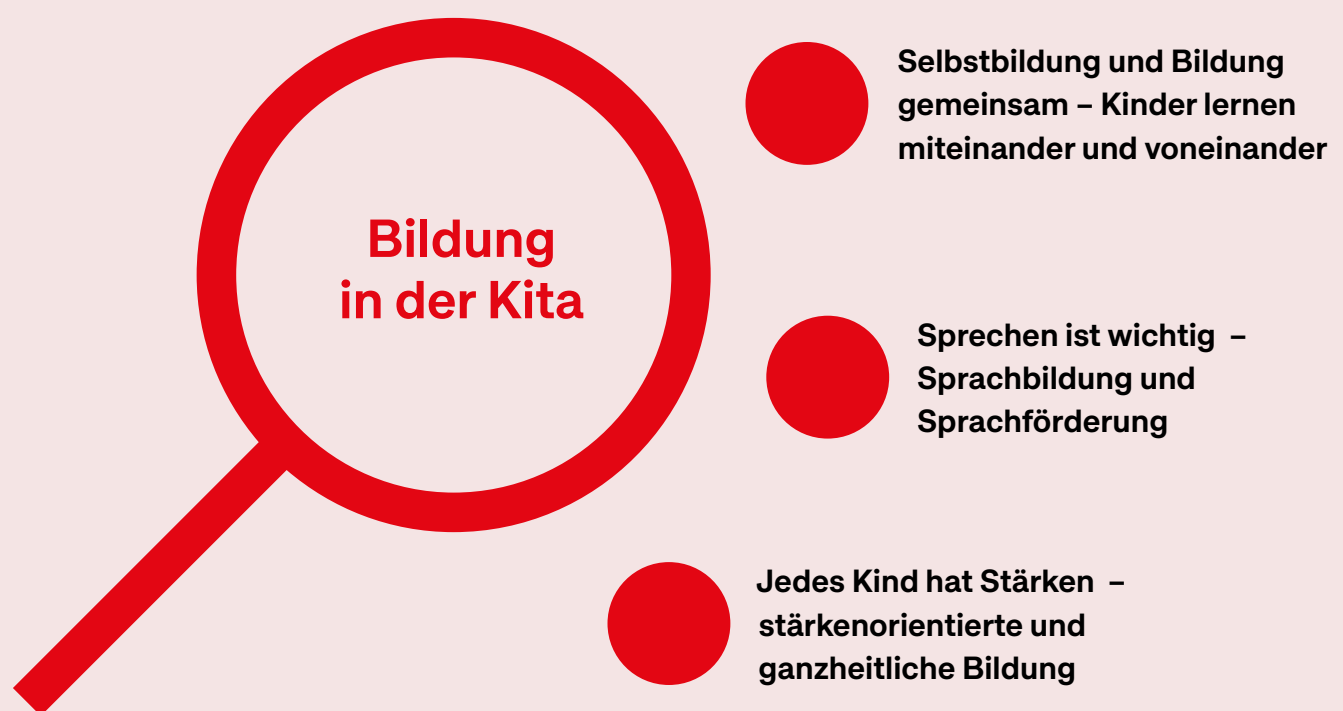 Bildung
in der Kita
Selbstbildung und Bildung
gemeinsam – Kinder lernen
miteinander und voneinander
Sprechen ist wichtig –
Sprachbildung und
Sprachförderung
Jedes Kind hat Stärken –
stärkenorientierte und
ganzheitliche Bildung